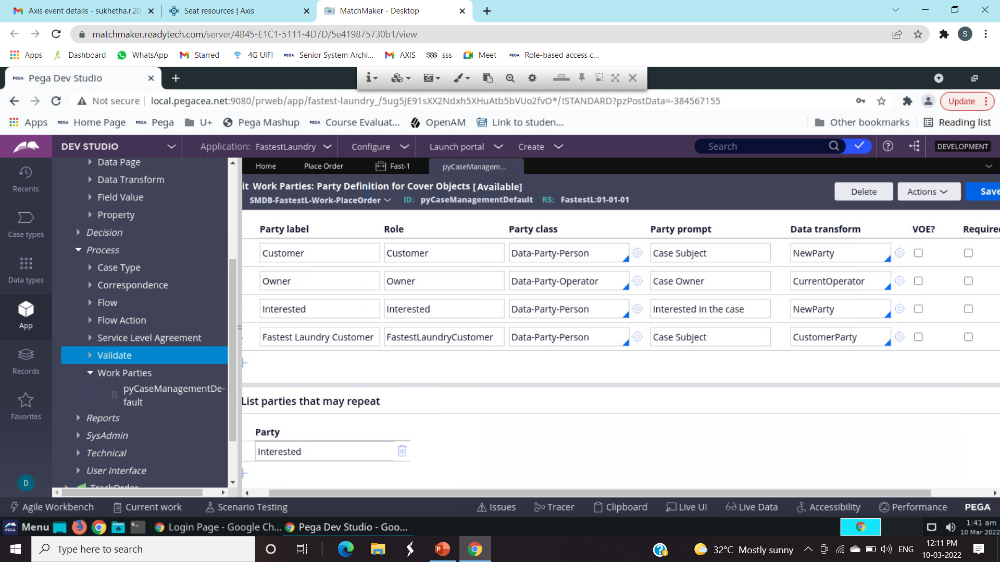 Axis event details - sukhetha.r.20
Seat resources | Axis
MatchMaker - Desktop
matchmaker.readytech.com/server/4B45-E1C1-5111-4D7D/5e419875730b1/view
S
Apps Dashboard WhatsApp Starred 4G UIFI PEGA Senior System Archi... AXIS sss Meet PEGA Role-based access c...
PEGA Pega Dev Studio
Not secure local.pegacea.net:9080/prweb/app/fastest-laundry_/5ug5JE91sXX2Ndxh5XHuAtb5bVUo2fvO*/!STANDARD?pzPostData=-384567155
Update
Apps PEGA Home Page PEGA Pega U+ Pega Mashup PEGA Course Evaluat... OpenAM Link to studen... Other bookmarks Reading list
DEV STUDIO Application: FastestLaundry Configure Launch portal Create Search DEVELOPMENT
Recents
Case types
Data types
App
Records
Favorites
D
Data Page
Data Transform
Field Value
Property
Decision
Process
Case Type
Correspondence
Flow
Flow Action
Service Level Agreement
Validate
Work Parties
pyCaseManagementDe-
fault
Reports
SysAdmin
Technical
User Interface
TrackOrder
Home Place Order Fast-1 pyCaseManagem...
it Work Parties: Party Definition for Cover Objects [Available]
SMDB-FastestL-Work-PlaceOrder ID: pyCaseManagementDefault RS: FastestL:01-01-01
Delete Actions Save
Party label Role Party class Party prompt Data transform VOE? Required
Customer Customer Data-Party-Person Case Subject NewParty
Owner Owner Data-Party-Operator Case Owner CurrentOperator
Interested Interested Data-Party-Person Interested in the case NewParty
Fastest Laundry Customer FastestLaundryCustomer Data-Party-Person Case Subject CustomerParty
List parties that may repeat
Party
Interested
Agile Workbench Current work Scenario Testing Issues Tracer Clipboard Live UI Live Data Accessibility Performance PEGA
PEGA Menu Login Page - Google Ch... Pega Dev Studio - Goo...
1:41 am
10 Mar 2022
Type here to search
32°C Mostly sunny ENG
12:11 PM
10-03-2022